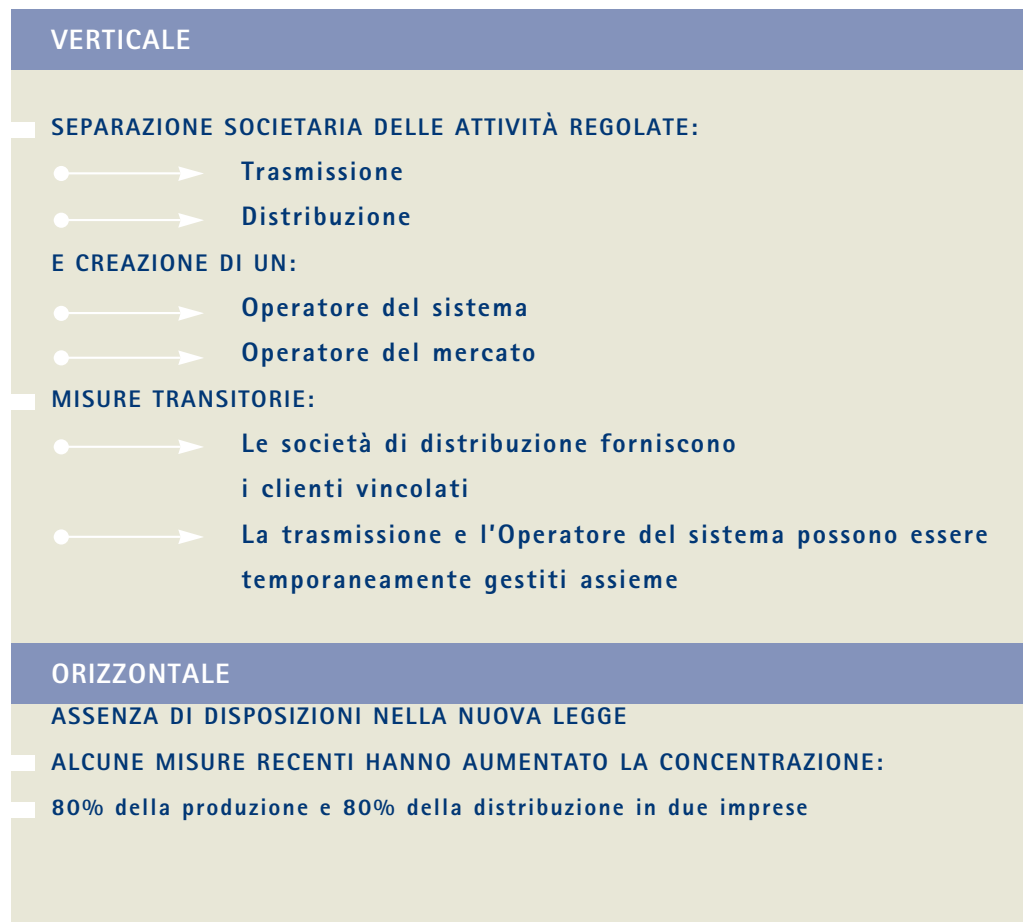 VERTICALE
SEPARAZIONE SOCIETARIA DELLE ATTIVITÀ REGOLATE:
Trasmissione
Distribuzione
E CREAZIONE DI UN:
Operatore del sistema
Operatore del mercato
MISURE TRANSITORIE:
Le società di distribuzione forniscono
i clienti vincolati
La trasmissione e l'Operatore del sistema possono essere
temporaneamente gestiti assieme
ORIZZONTALE
ASSENZA DI DISPOSIZIONI NELLA NUOVA LEGGE
ALCUNE MISURE RECENTI HANNO AUMENTATO LA CONCENTRAZIONE:
80% della produzione e 80% della distribuzione in due imprese